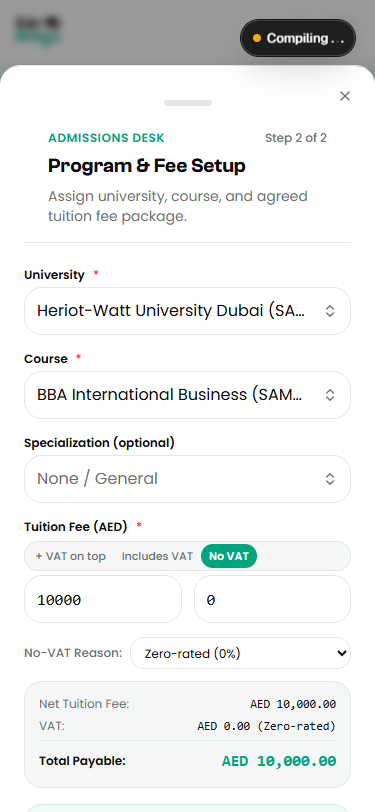 Compiling...
ADMISSIONS DESK Step 2 of 2
Program & Fee Setup
Assign university, course, and agreed
tuition fee package.
University *
Heriot-Watt University Dubai (SA...
Course *
BBA International Business (SAM...
Specialization (optional)
None / General
Tuition Fee (AED) *
+ VAT on top Includes VAT No VAT
10000 0
No-VAT Reason: Zero-rated (0%)
Net Tuition Fee: AED 10,000.00
VAT: AED 0.00 (Zero-rated)
Total Payable: AED 10,000.00